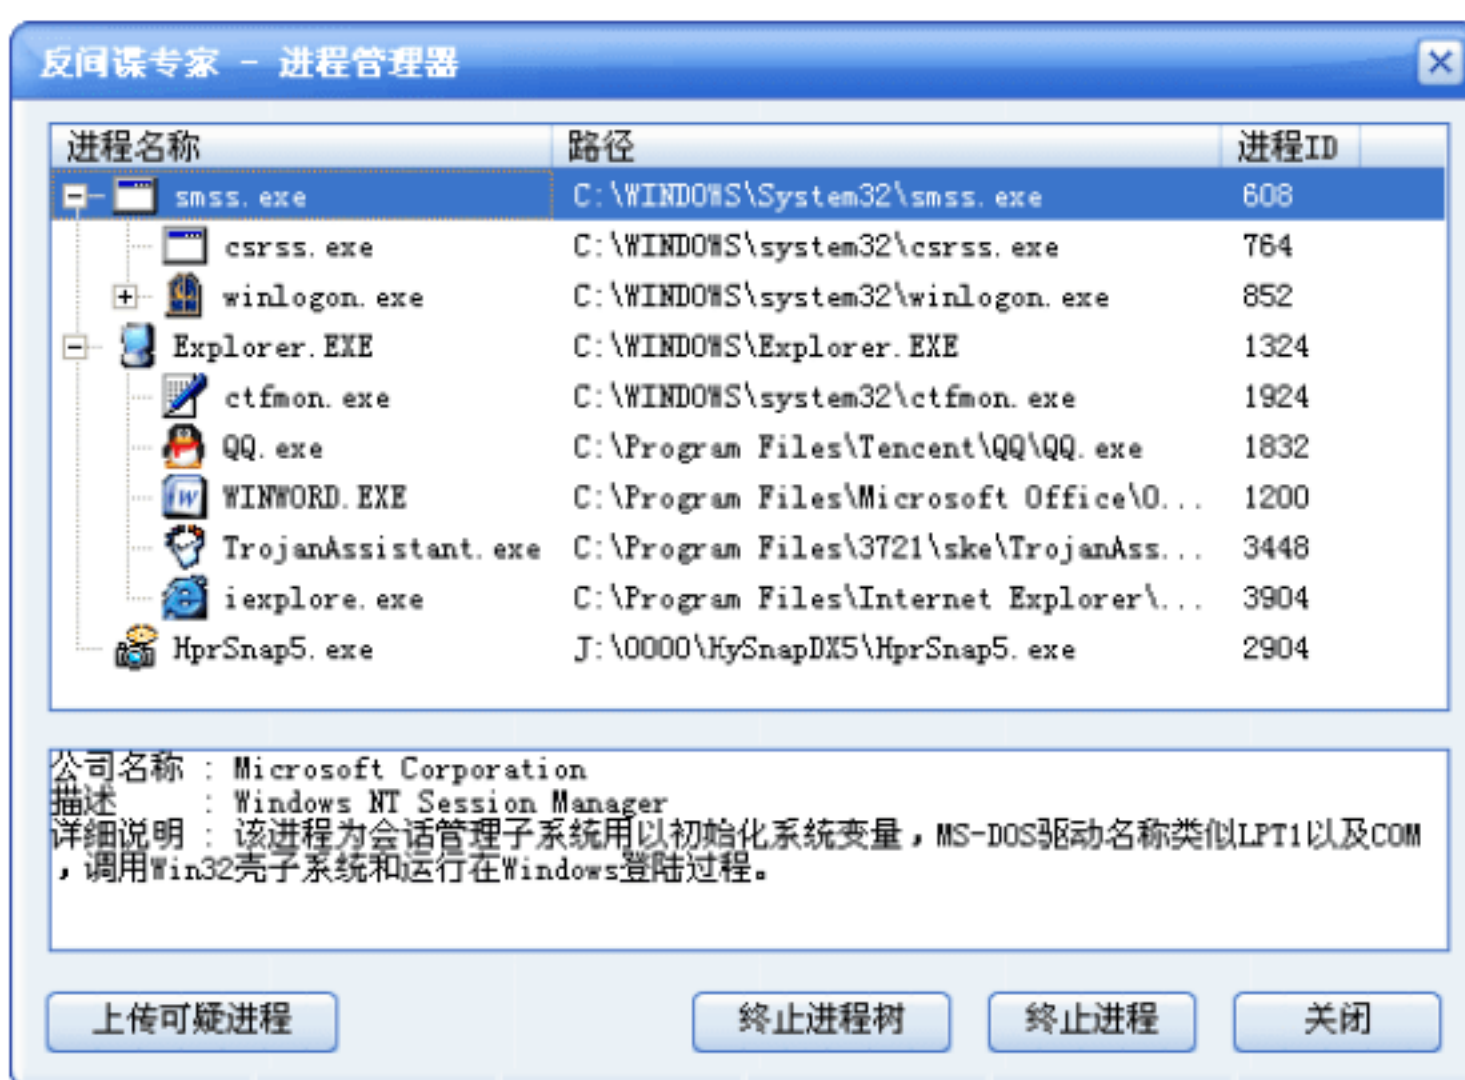 反间谍专家 - 进程管理器
进程名称 路径 进程ID
smss.exe C:\WINDOWS\System32\smss.exe 608
csrss.exe C:\WINDOWS\system32\csrss.exe 764
winlogon.exe C:\WINDOWS\system32\winlogon.exe 852
Explorer.EXE C:\WINDOWS\Explorer.EXE 1324
ctfmon.exe C:\WINDOWS\system32\ctfmon.exe 1924
QQ.exe C:\Program Files\Tencent\QQ\QQ.exe 1832
WINWORD.EXE C:\Program Files\Microsoft Office\O... 1200
TrojanAssistant.exe C:\Program Files\3721\ske\TrojanAss... 3448
iexplore.exe C:\Program Files\Internet Explorer\... 3904
HprSnap5.exe J:\0000\HySnapDX5\HprSnap5.exe 2904
公司名称 : Microsoft Corporation
描述 : Windows NT Session Manager
详细说明 : 该进程为会话管理子系统用以初始化系统变量，MS-DOS驱动名称类似LPT1以及COM
，调用Win32壳子系统和运行在Windows登陆过程。
上传可疑进程 终止进程树 终止进程 关闭